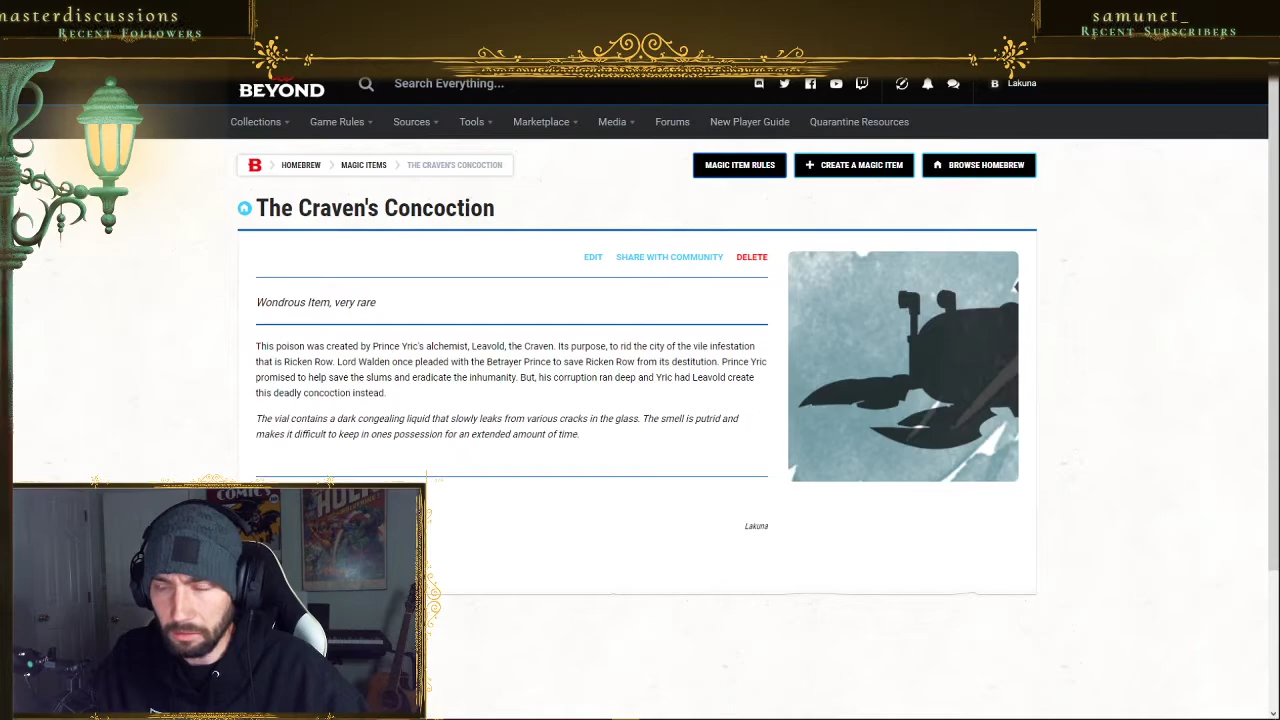 masterdiscussions
Recent Followers
samunet_
Recent Subscribers
BEYOND
Search Everything...
B Lakuna
Collections
Game Rules
Sources
Tools
Marketplace
Media
Forums
New Player Guide
Quarantine Resources
B HOMEBREW MAGIC ITEMS THE CRAVEN'S CONCOCTION
MAGIC ITEM RULES
CREATE A MAGIC ITEM
BROWSE HOMEBREW
The Craven's Concoction
EDIT SHARE WITH COMMUNITY DELETE
Wondrous Item, very rare
This poison was created by Prince Yric's alchemist, Leavold, the Craven. Its purpose, to rid the city of the vile infestation
that is Ricken Row. Lord Walden once pleaded with the Betrayer Prince to save Ricken Row from its destitution. Prince Yric
promised to help save the slums and eradicate the inhumanity. But, his corruption ran deep and Yric had Leavold create
this deadly concoction instead.
The vial contains a dark congealing liquid that slowly leaks from various cracks in the glass. The smell is putrid and
makes it difficult to keep in ones possession for an extended amount of time.
Lakuna
COMICS
HULK